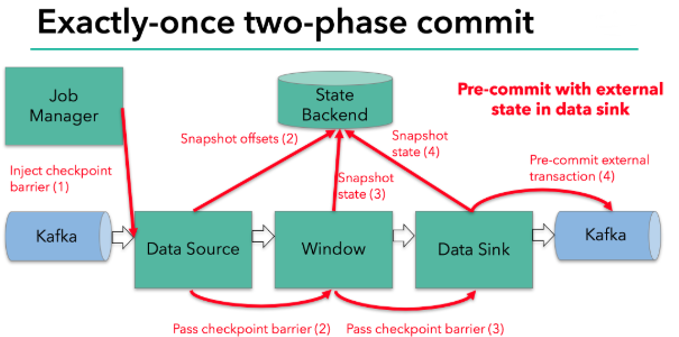 Exactly-once two-phase commit
Job
Manager
State
Backend
Pre-commit with external
state in data sink
Snapshot offsets (2)
Snapshot
state (4)
Inject checkpoint
barrier (1)
Snapshot
state (3)
Pre-commit external
transaction (4)
Kafka
Data Source
Window
Data Sink
Kafka
Pass checkpoint barrier (2)
Pass checkpoint barrier (3)